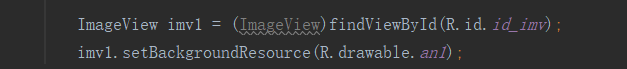 ImageView imv1 = (ImageView)findViewById(R.id.id_imv);
imv1.setBackgroundResource(R.drawable.an1);